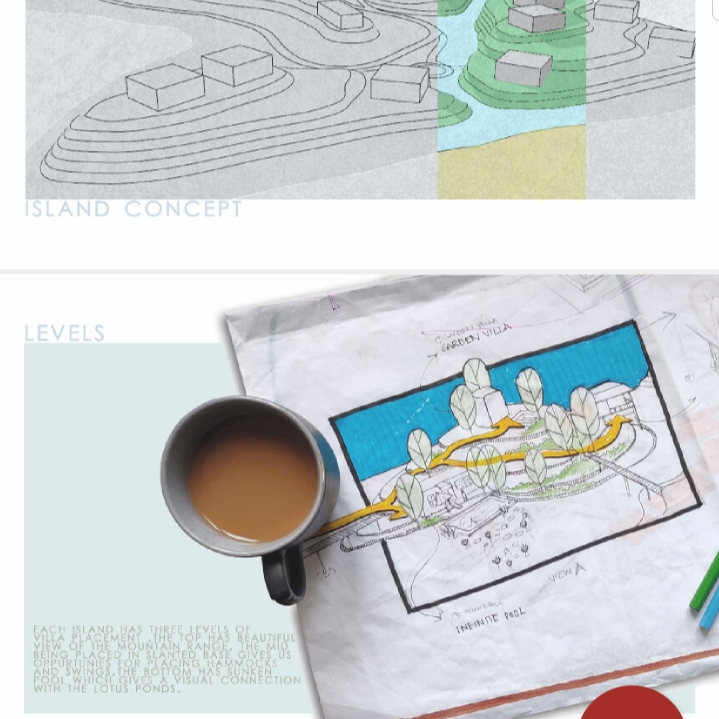 ISLAND CONCEPT
LEVELS
GARDEN VILLA
VIEW A
INFINITE POOL
EACH ISLAND HAS THREE LEVELS OF
VILLA PLACEMENT. THE TOP HAS BEAUTIFUL
VIEW OF THE MOUNTAIN RANGE. THE MID
BEING PLACED IN SLANTED BASE GIVES US
OPPURTUNIES FOR PLACING HAMMOCKS
AND SWING. THE BOTTOM HAS SUNKEN
POOL WHICH GIVES A VISUAL CONNECTION
WITH THE LOTUS PONDS.